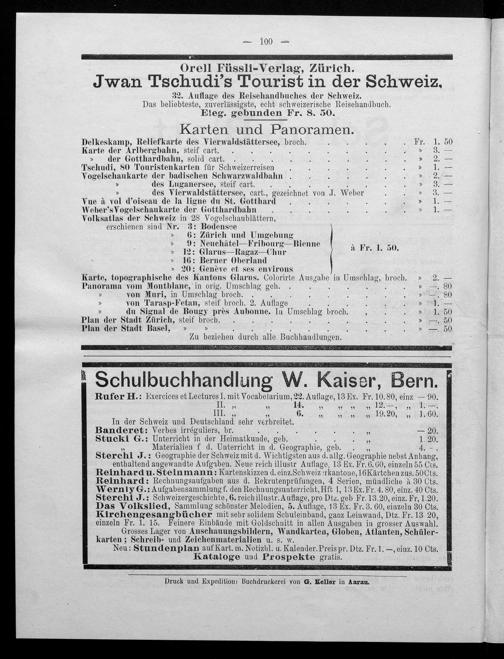 — 100 —
Orell Füssli-Verlag, Zürich.
Jwan Tschudi's Tourist in der Schweiz,
32. Auflage des Reisehandbuches der Schweiz.
Das beliebteste, zuverlässigste, echt schweizerische Reisehandbuch.
Eleg. gebunden Fr. 8. 50.
Karten und Panoramen.
Delkeskamp, Reliefkarte des Vierwaldstättersee, broch. . . . . . . . Fr. 1. 50
Karte der Arlbergbahn, steif cart. . . . . . . . . . » 3. —
» der Gotthardbahn, solid cart. . . . . . . . . . » 2. —
Tschudi, 80 Touristenkarten für Schweizerreisen . . . . . . . » 1. —
Vogelschaukarte der badischen Schwarzwaldbahn . . . . . . . » 2. —
» des Luganersee, steif cart. . . . . . . . » 3. —
» des Vierwaldstättersee, cart., gezeichnet von J. Weber . . . » 3. —
Vue à vol d'oiseau de la ligne du St. Gotthard . . . . . . . » 1. —
Weber's Vogelschaukarte der Gotthardbahn . . . . . . . . » 1. —
Volksatlas der Schweiz in 28 Vogelschaublättern,
erschienen sind Nr. 3: Bodensee
» 6: Zürich und Umgebung
» 9: Neuchâtel—Fribourg—Bienne
» 12: Glarus—Ragaz—Chur
à Fr. 1. 50.
» 16: Berner Oberland
» 20: Genève et ses environs
Karte, topographische des Kantons Glarus. Colorirte Ausgabe in Umschlag, broch. . » 2. —
Panorama vom Montblanc, in orig. Umschlag geh. . . . . . . . » —. 80
» von Muri, in Umschlag broch. . . . . . . . . » —. 80
» von Tarasp-Fetan, steif broch. 2. Auflage . . . . . . » 1. —
» du Signal de Bougy près Aubonne. In Umschlag broch. . . . . » 1. 50
Plan der Stadt Zürich, steif broch. . . . . . . . . . » —. 50
Plan der Stadt Basel, » » . . . . . . . . . » —. 50
Zu beziehen durch alle Buchhandlungen.
Schulbuchhandlung W. Kaiser, Bern.
Rufer H.: Exercices et Lectures I. mit Vocabularium, 22. Auflage, 13 Ex. Fr. 10.80, einz. — 90.
II. „ „ 14. „ „ „ „ 12.—, „ 1. —.
III. „ „ 6. „ „ „ „ 19.20, „ 1. 60.
In der Schweiz und Deutschland sehr verbreitet.
Banderet: Verbes irréguliers, br. . . . . . . „ — 20.
Stucki G.: Unterricht in der Heimatkunde, geb. . . . . „ 1. 20.
„ Materialien f. d. Unterricht in d. Geographie, geb. . . „ 4. —.
Sterchi J.: Geographie der Schweiz mit d. Wichtigsten aus d. allg. Geographie nebst Anhang,
enthaltend angewandte Aufgaben. Neue reich illustr. Auflage, 13 Ex. Fr. 6. 60, einzeln 55 Cts.
Reinhard u. Steinmann: Kartenskizzen d. einz. Schweizerkantone, 16 Kärtchen zus. 50 Cts.
Reinhard: Rechnungsaufgaben aus d. Rekrutenprüfungen, 4 Serien, mündliche à 30 Cts.
Wernly G.: Aufgabensammlung f. den Rechnungsunterricht, Hft. 1, 13 Ex. Fr. 4. 80, einz. 40 Cts.
Sterchi J.: Schweizergeschichte, 6. reich illustr. Auflage, pro Dtz. geb. Fr. 13. 20, einz. Fr. 1. 20.
Das Volkslied, Sammlung schönster Melodien, 5. Auflage, 13 Ex. Fr. 3. 60, einzeln 30 Cts.
Kirchengesangbücher mit sehr solidem Schuleinband, ganz Leinwand, Dtz. Fr. 13. 20,
einzeln Fr. 1. 15. Feinere Einbände mit Goldschnitt in allen Ausgaben in grosser Auswahl.
Grosses Lager von Anschauungsbildern, Wandkarten, Globen, Atlanten, Schüler-
karten; Schreib- und Zeichenmaterialien u. s. w.
Neu: Stundenplan auf Kart. m. Notizbl. u. Kalender. Preis pr. Dtz. Fr. 1. —, einz. 10 Cts.
Kataloge und Prospekte gratis.
Druck und Expedition: Buchdruckerei von G. Keller in Aarau.